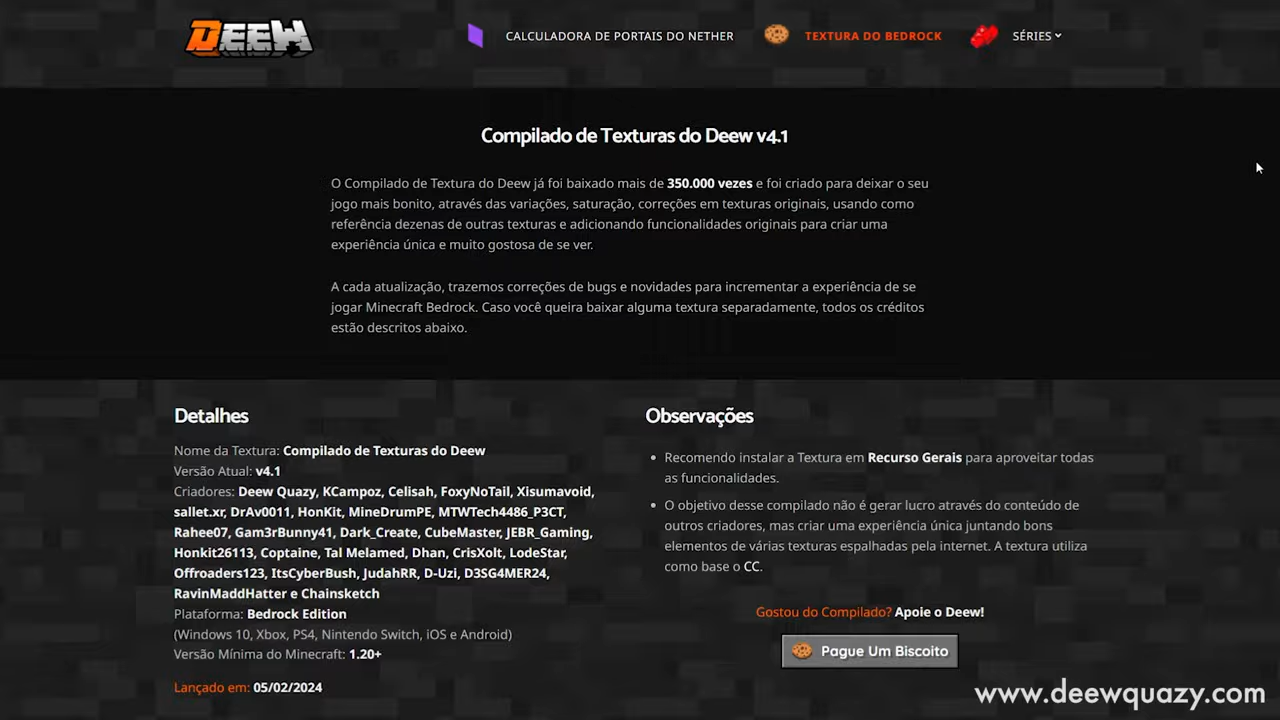 DEEW
CALCULADORA DE PORTAIS DO NETHER
TEXTURA DO BEDROCK
SÉRIES
Compilado de Texturas do Deew v4.1
O Compilado de Textura do Deew já foi baixado mais de 350.000 vezes e foi criado para deixar o seu
jogo mais bonito, através das variações, saturação, correções em texturas originais, usando como
referência dezenas de outras texturas e adicionando funcionalidades originais para criar uma
experiência única e muito gostosa de se ver.
A cada atualização, trazemos correções de bugs e novidades para incrementar a experiência de se
jogar Minecraft Bedrock. Caso você queira baixar alguma textura separadamente, todos os créditos
estão descritos abaixo.
Detalhes
Nome da Textura: Compilado de Texturas do Deew
Versão Atual: v4.1
Criadores: Deew Quazy, KCampoz, Celisah, FoxyNoTail, Xisumavoid,
sallet.xr, DrAv0011, HonKit, MineDrumPE, MTWTech4486_P3CT,
Rahee07, Gam3rBunny41, Dark_Create, CubeMaster, JEBR_Gaming,
Honkit26113, Coptaine, Tal Melamed, Dhan, CrisXolt, LodeStar,
Offroaders123, ItsCyberBush, JudahRR, D-Uzi, D3SG4MER24,
RavinMaddHatter e Chainsketch
Plataforma: Bedrock Edition
(Windows 10, Xbox, PS4, Nintendo Switch, iOS e Android)
Versão Mínima do Minecraft: 1.20+
Lançado em: 05/02/2024
Observações
Recomendo instalar a Textura em Recurso Gerais para aproveitar todas
as funcionalidades.
O objetivo desse compilado não é gerar lucro através do conteúdo de
outros criadores, mas criar uma experiência única juntando bons
elementos de várias texturas espalhadas pela internet. A textura utiliza
como base o CC.
Gostou do Compilado? Apoie o Deew!
Pague Um Biscoito
www.deewquazy.com